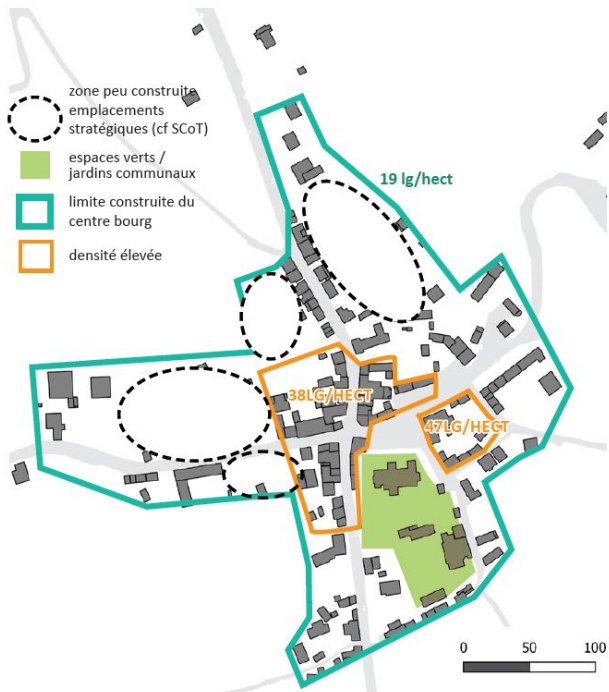 zone peu construite
emplacements
stratégiques (cf SCoT)
espaces verts /
jardins communaux
limite construite du
centre bourg
densité élevée
19 lg/hect
38LG/HECT
47LG/HECT
0 50 100